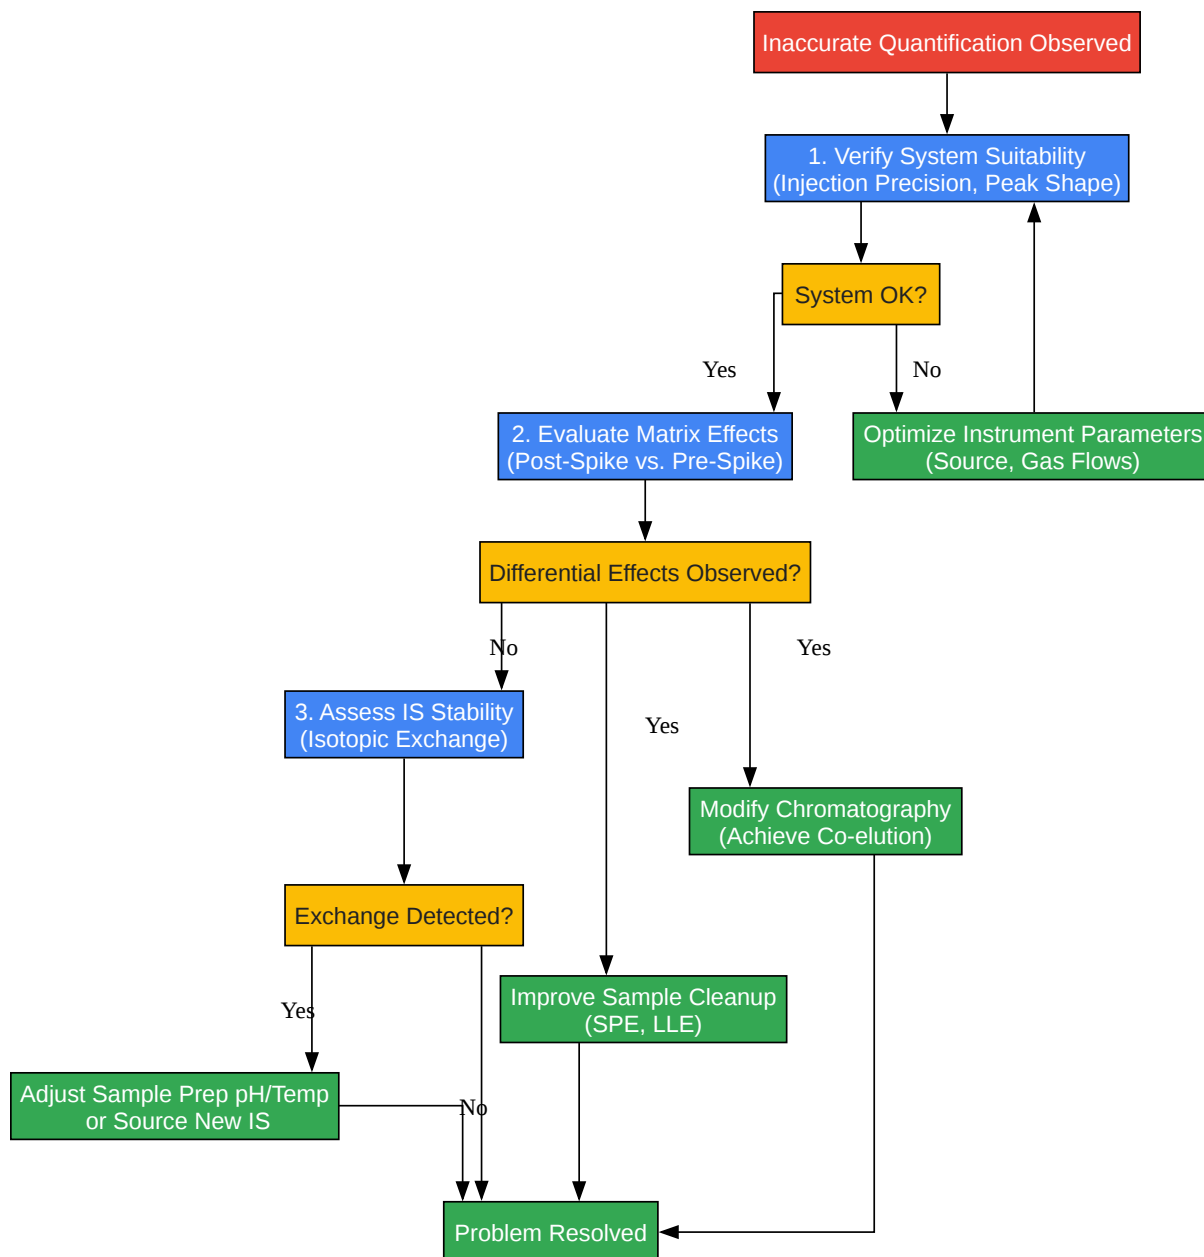 Inaccurate Quantification Observed
1. Verify System Suitability
(Injection Precision, Peak Shape)
System OK?
Yes
No
2. Evaluate Matrix Effects
(Post-Spike vs. Pre-Spike)
Optimize Instrument Parameters
(Source, Gas Flows)
Differential Effects Observed?
No
Yes
3. Assess IS Stability
(Isotopic Exchange)
Yes
Modify Chromatography
(Achieve Co-elution)
Exchange Detected?
Improve Sample Cleanup
(SPE, LLE)
Yes
Adjust Sample Prep pH/Temp
or Source New IS
No
Problem Resolved